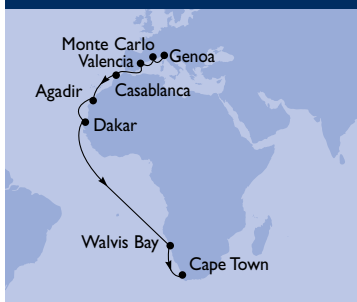 Monte Carlo
Valencia
Genoa
Agadir
Casablanca
Dakar
Walvis Bay
Cape Town